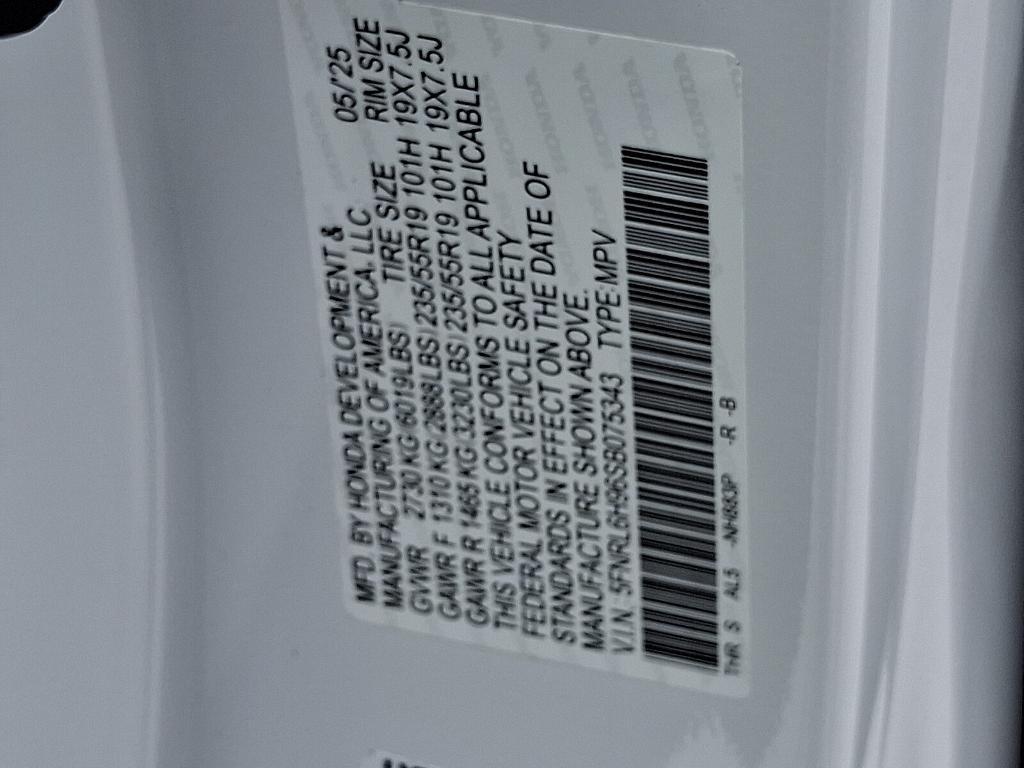 MFD. BY HONDA DEVELOPMENT & 05/'25
MANUFACTURING OF AMERICA, LLC RIM SIZE
GVWR 2730 KG(6019LBS) TIRE SIZE
GAWR F 1310 KG(2888LBS) 235/55R19 101H 19X7.5J
GAWR R 1465 KG(3230LBS) 235/55R19 101H 19X7.5J
THIS VEHICLE CONFORMS TO ALL APPLICABLE
FEDERAL MOTOR VEHICLE SAFETY
STANDARDS IN EFFECT ON THE DATE OF
MANUFACTURE SHOWN ABOVE.
V.I.N. 5FNRL6H96SB075343 TYPE:MPV
THR S AL5 -NH883P -R -B